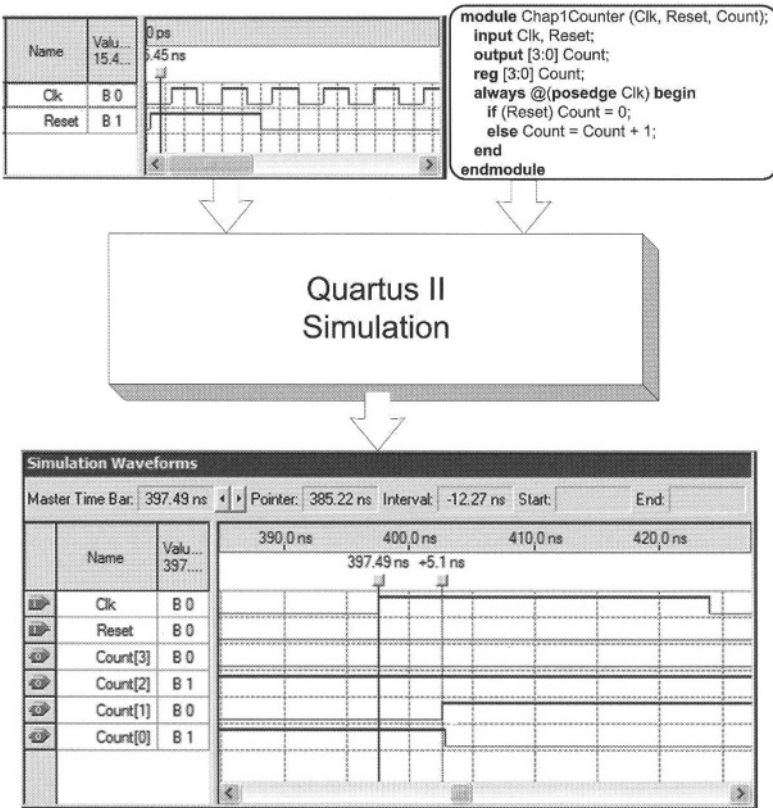 Name Valu... 15.4...
0 ps
5.45 ns
Clk B 0
Reset B 1
module Chap1Counter (Clk, Reset, Count);
input Clk, Reset;
output [3:0] Count;
reg [3:0] Count;
always @(posedge Clk) begin
if (Reset) Count = 0;
else Count = Count + 1;
end
endmodule
Quartus II
Simulation
Simulation Waveforms
Master Time Bar: 397.49 ns Pointer: 385.22 ns Interval: -12.27 ns Start: End:
Name Valu... 397....
390.0 ns 400.0 ns 410.0 ns 420.0 ns
397.49 ns +5.1 ns
Clk B 0
Reset B 0
Count[3] B 0
Count[2] B 1
Count[1] B 0
Count[0] B 1